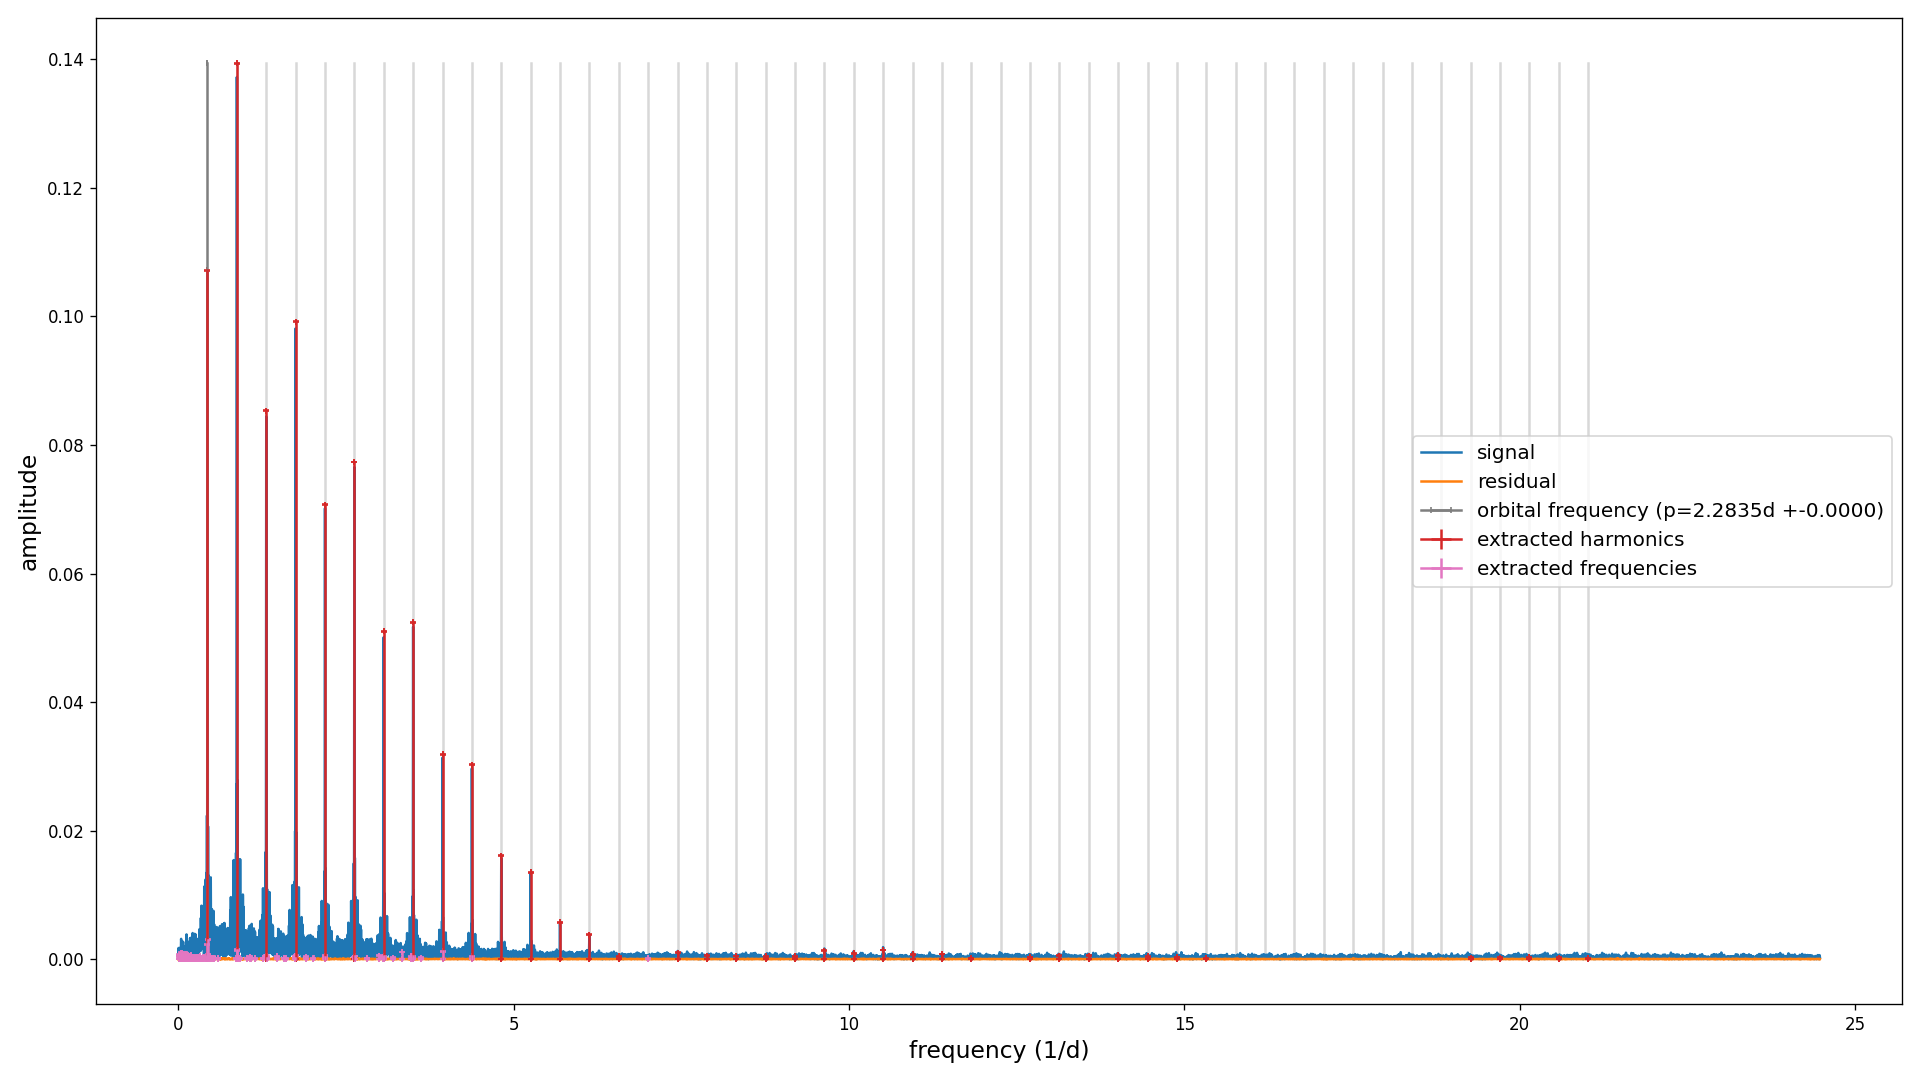 0.14
0.12
0.10
0.08
0.06
0.04
0.02
0.00
amplitude
0
5
10
15
20
25
frequency (1/d)
signal
residual
orbital frequency (p=2.2835d +-0.0000)
extracted harmonics
extracted frequencies